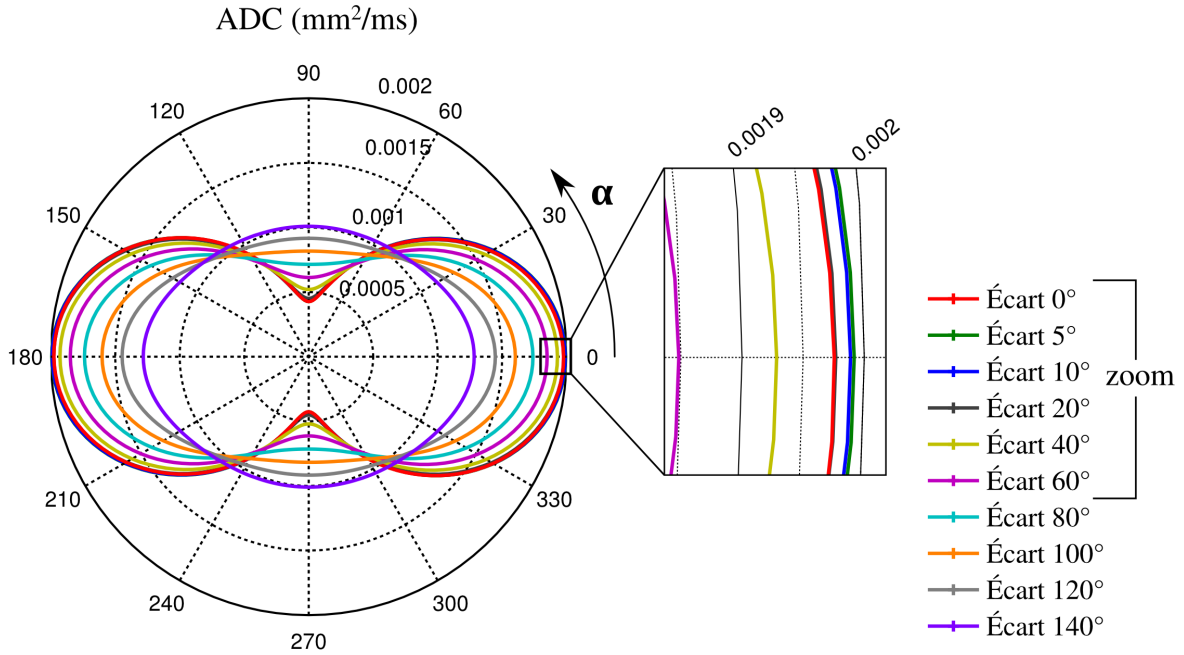 ADC (mm²/ms)
90
0.002
120
60
0.0015
0.0019
0.002
150
0.001
α
30
0.0005
180
0
210
330
240
300
270
Écart 0°
Écart 5°
Écart 10°
zoom
Écart 20°
Écart 40°
Écart 60°
Écart 80°
Écart 100°
Écart 120°
Écart 140°